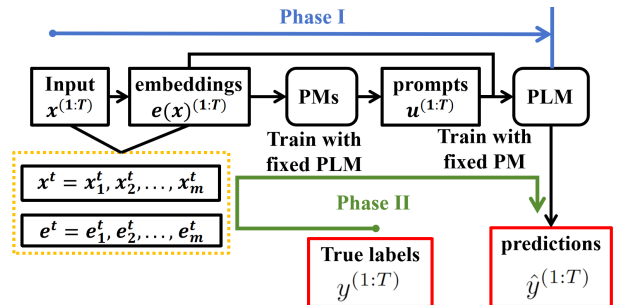 Phase I
Input
x^{(1:T)}
embeddings
e(x)^{(1:T)}
PMs
prompts
u^{(1:T)}
PLM
Train with
fixed PLM
Train with
fixed PM
x^t = x_1^t, x_2^t, ..., x_m^t
e^t = e_1^t, e_2^t, ..., e_m^t
Phase II
True labels
y^{(1:T)}
predictions
ŷ^{(1:T)}